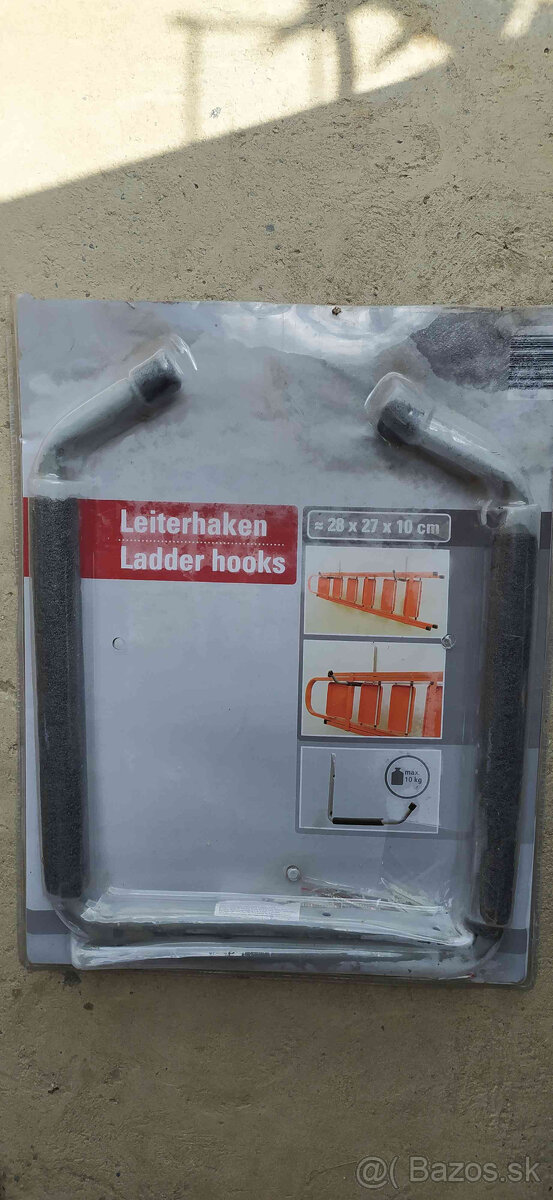 Leiterhaken
Ladder hooks
≈ 28 x 27 x 10 cm
max.
10 kg
@( Bazos.sk